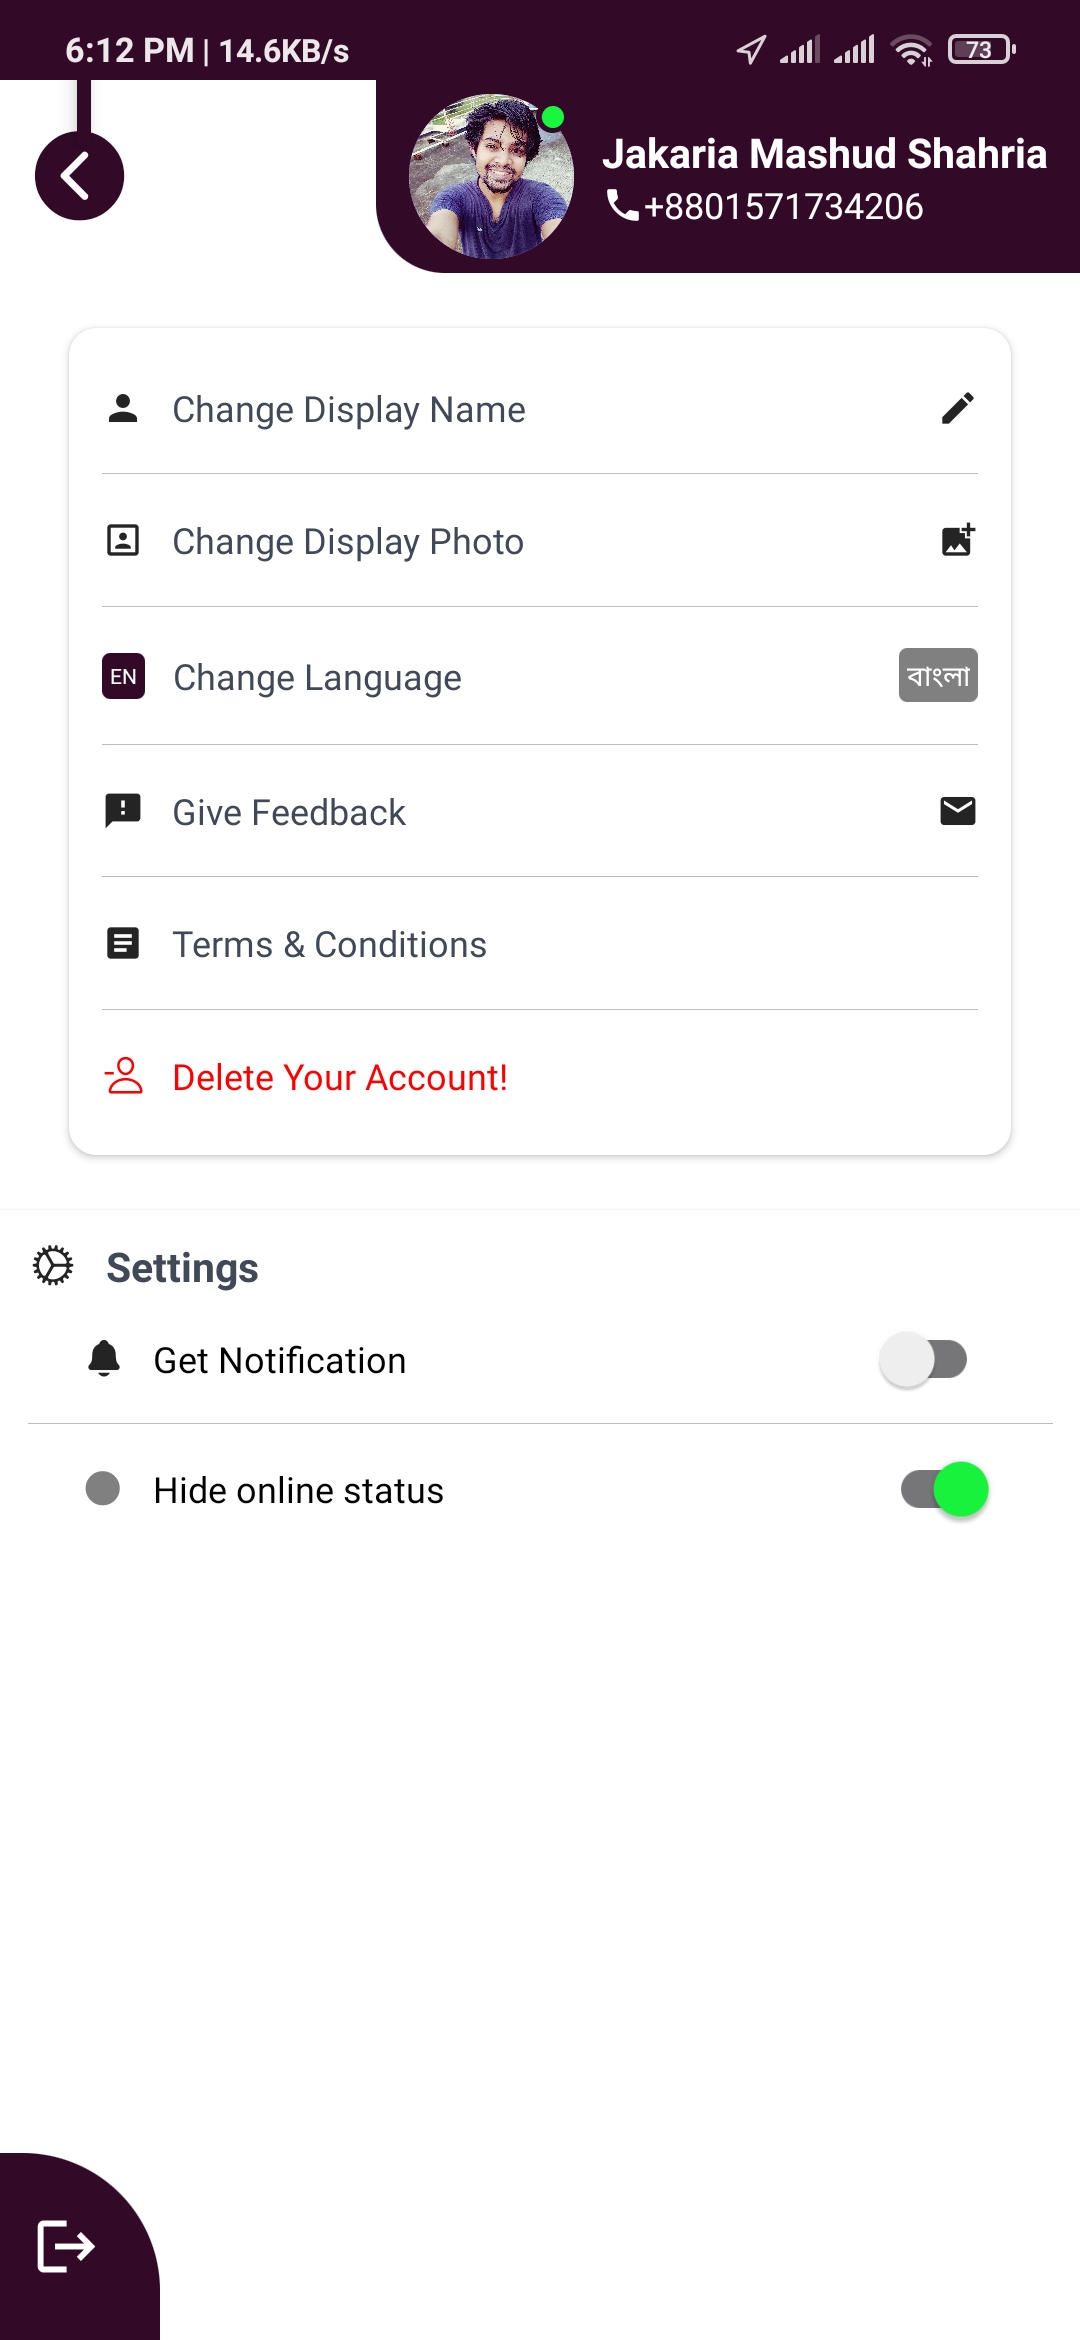 6:12 PM | 14.6KB/s
73
Jakaria Mashud Shahria
+8801571734206
Change Display Name
Change Display Photo
EN Change Language বাংলা
Give Feedback
Terms & Conditions
Delete Your Account!
Settings
Get Notification
Hide online status